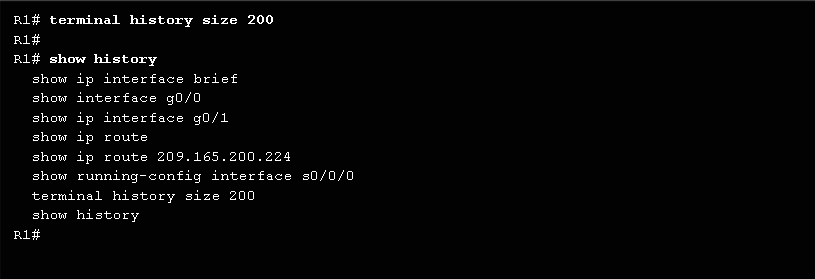 R1# terminal history size 200
R1#
R1# show history
show ip interface brief
show interface g0/0
show ip interface g0/1
show ip route
show ip route 209.165.200.224
show running-config interface s0/0/0
terminal history size 200
show history
R1#